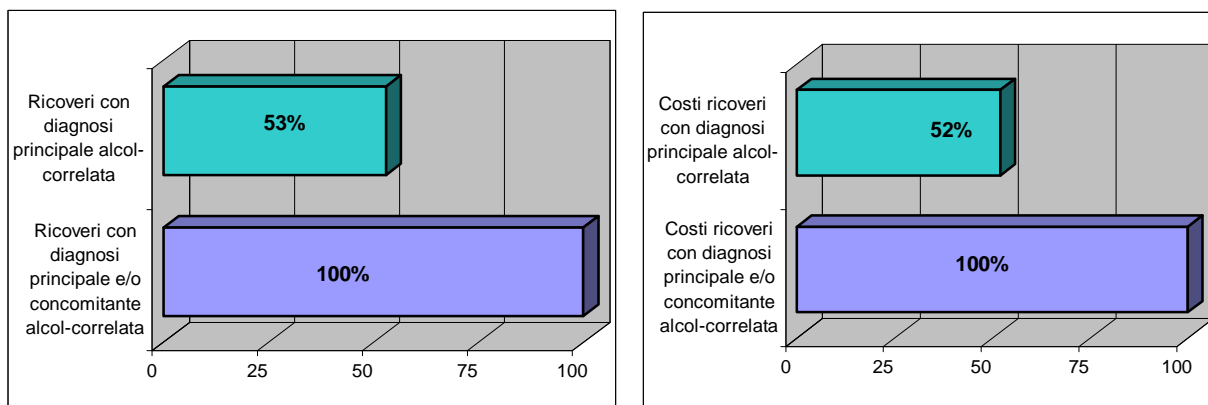 Ricoveri con
diagnosi
principale alcol-
correlata
53%
Ricoveri con
diagnosi
principale e/o
concomitante
alcol-correlata
100%
0 25 50 75 100
Costi ricoveri
con diagnosi
principale alcol-
correlata
52%
Costi ricoveri
con diagnosi
principale e/o
concomitante
alcol-correlata
100%
0 25 50 75 100